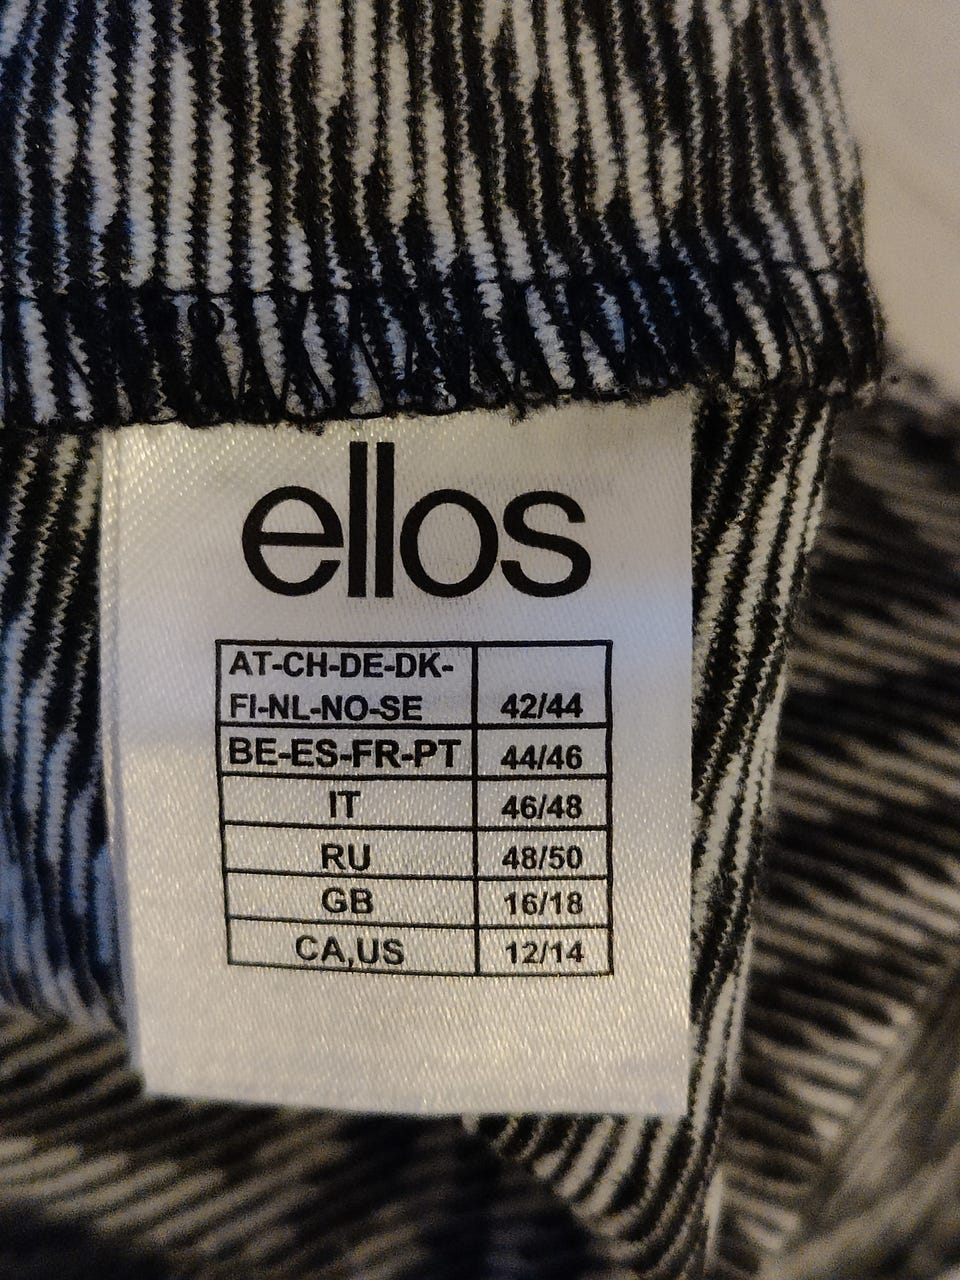 ellos
AT-CH-DE-DK-
FI-NL-NO-SE 42/44
BE-ES-FR-PT 44/46
IT 46/48
RU 48/50
GB 16/18
CA,US 12/14